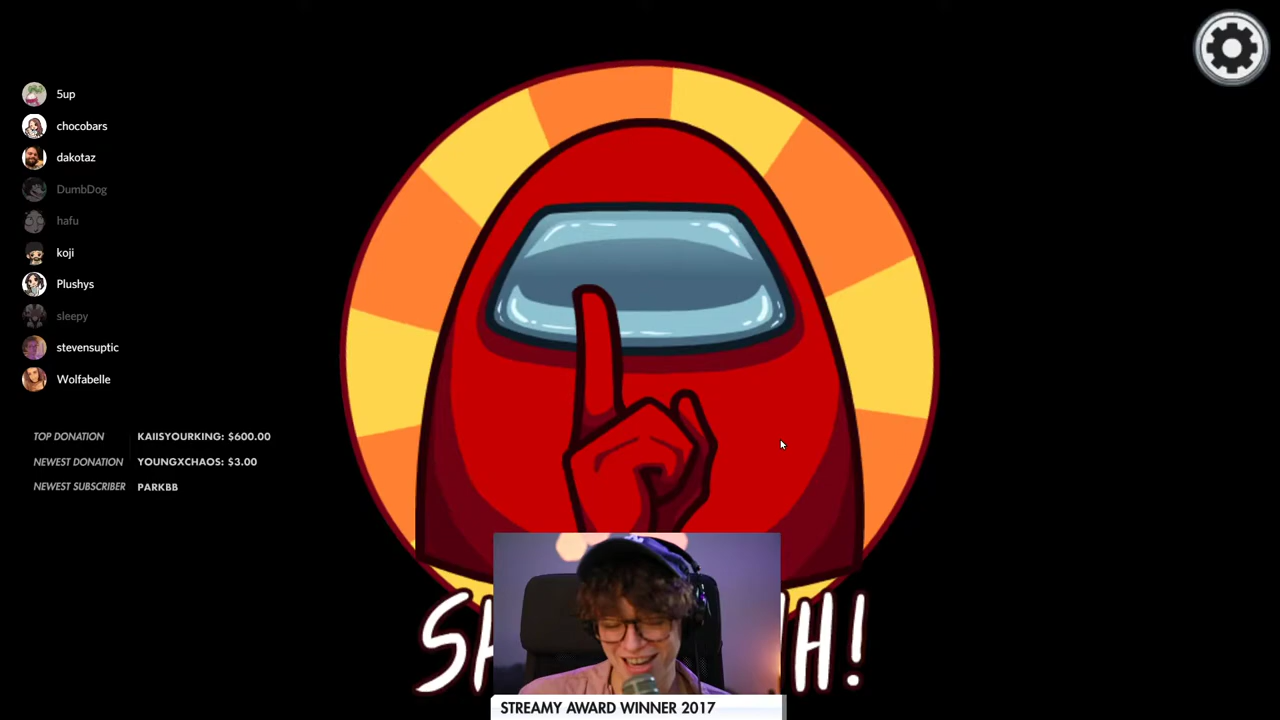 5up
chocobars
dakotaz
DumbDog
hafu
koji
Plushys
sleepy
stevensuptic
Wolfabelle
TOP DONATION KAIISYOURKING: $600.00
NEWEST DONATION YOUNGXCHAOS: $3.00
NEWEST SUBSCRIBER PARKBB
STREAMY AWARD WINNER 2017